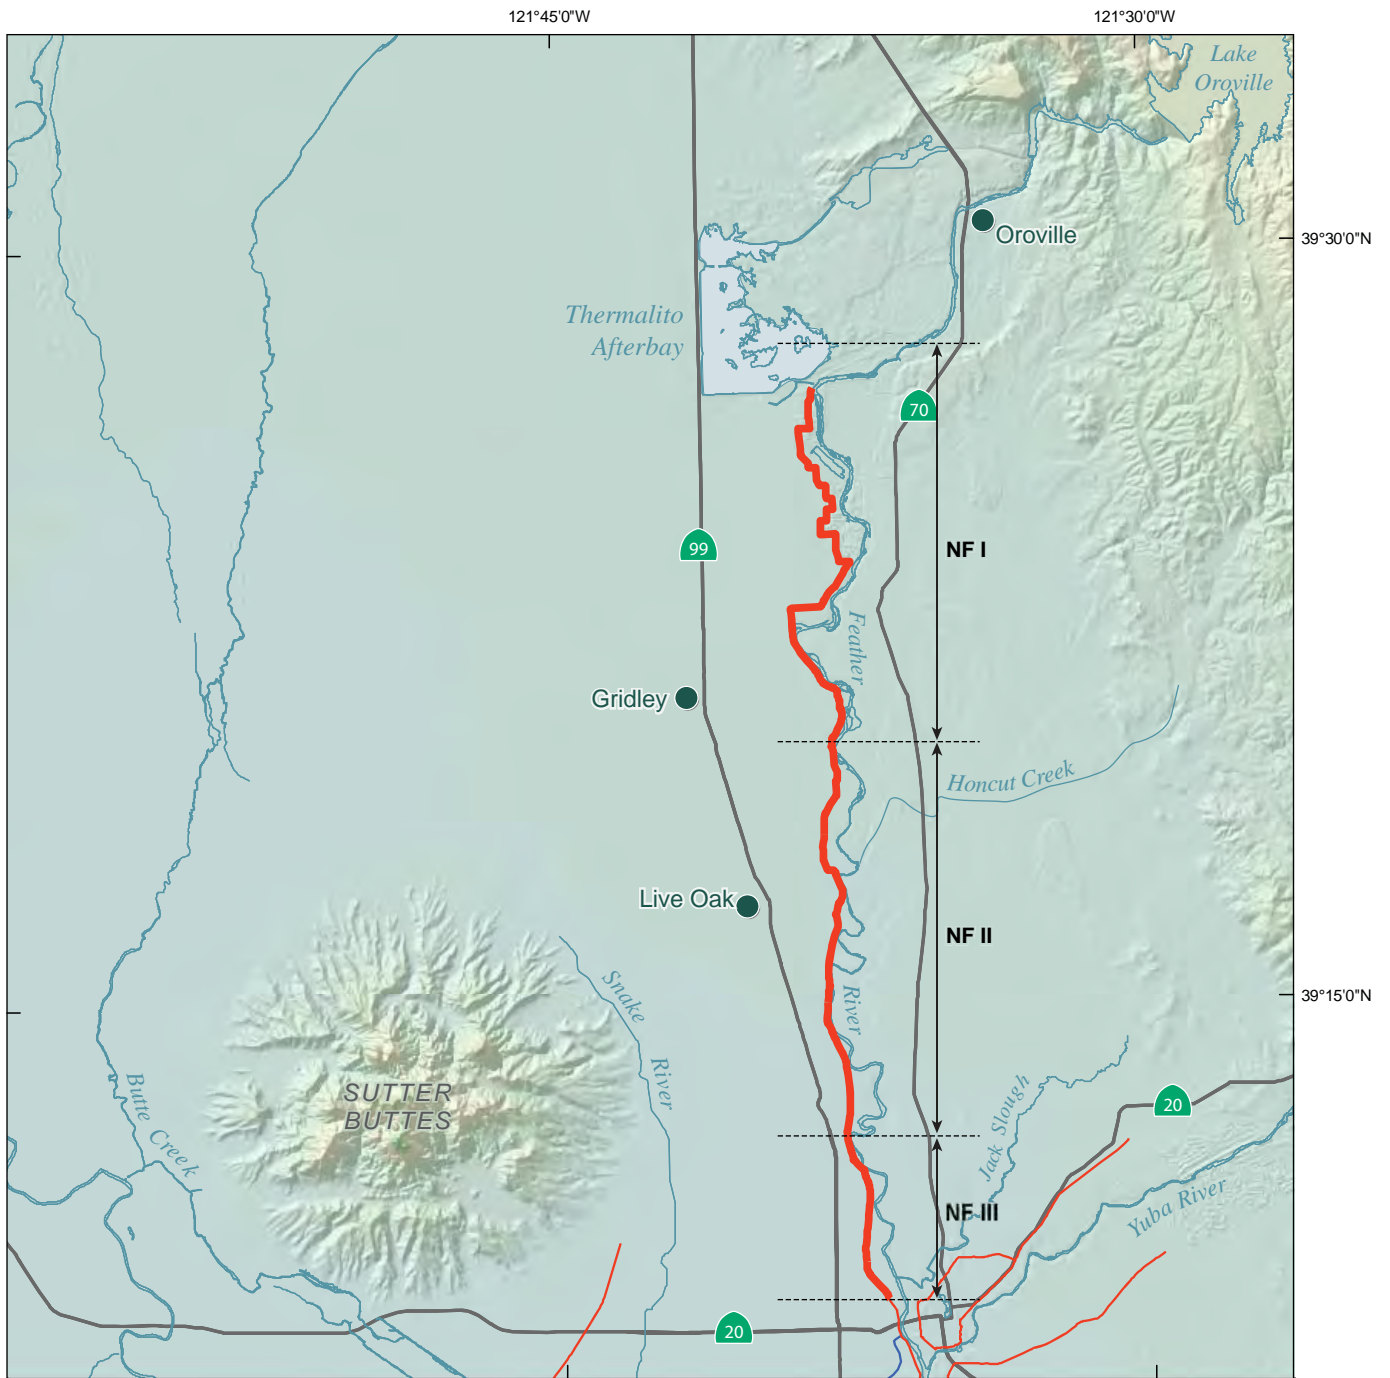 121°45'0"W
121°30'0"W
Lake
Oroville
Oroville
39°30'0"N
Thermalito
Afterbay
70
99
NF I
Feather
Gridley
Honcut Creek
Live Oak
NF II
Snake
River
River
39°15'0"N
SUTTER
BUTTES
Butte Creek
Jack Slough
20
Yuba River
NF III
20